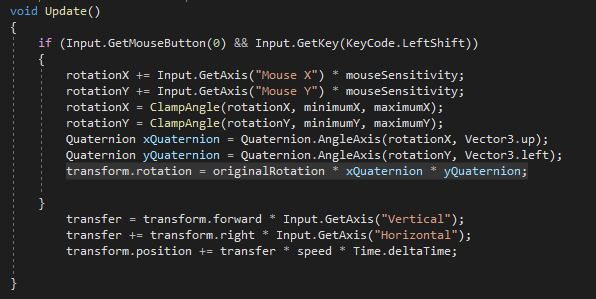 void Update()
{
if (Input.GetMouseButton(0) && Input.GetKey(KeyCode.LeftShift))
{
rotationX += Input.GetAxis("Mouse X") * mouseSensitivity;
rotationY += Input.GetAxis("Mouse Y") * mouseSensitivity;
rotationX = ClampAngle(rotationX, minimumX, maximumX);
rotationY = ClampAngle(rotationY, minimumY, maximumY);
Quaternion xQuaternion = Quaternion.AngleAxis(rotationX, Vector3.up);
Quaternion yQuaternion = Quaternion.AngleAxis(rotationY, Vector3.left);
transform.rotation = originalRotation * xQuaternion * yQuaternion;
}
transfer = transform.forward * Input.GetAxis("Vertical");
transfer += transform.right * Input.GetAxis("Horizontal");
transform.position += transfer * speed * Time.deltaTime;
}